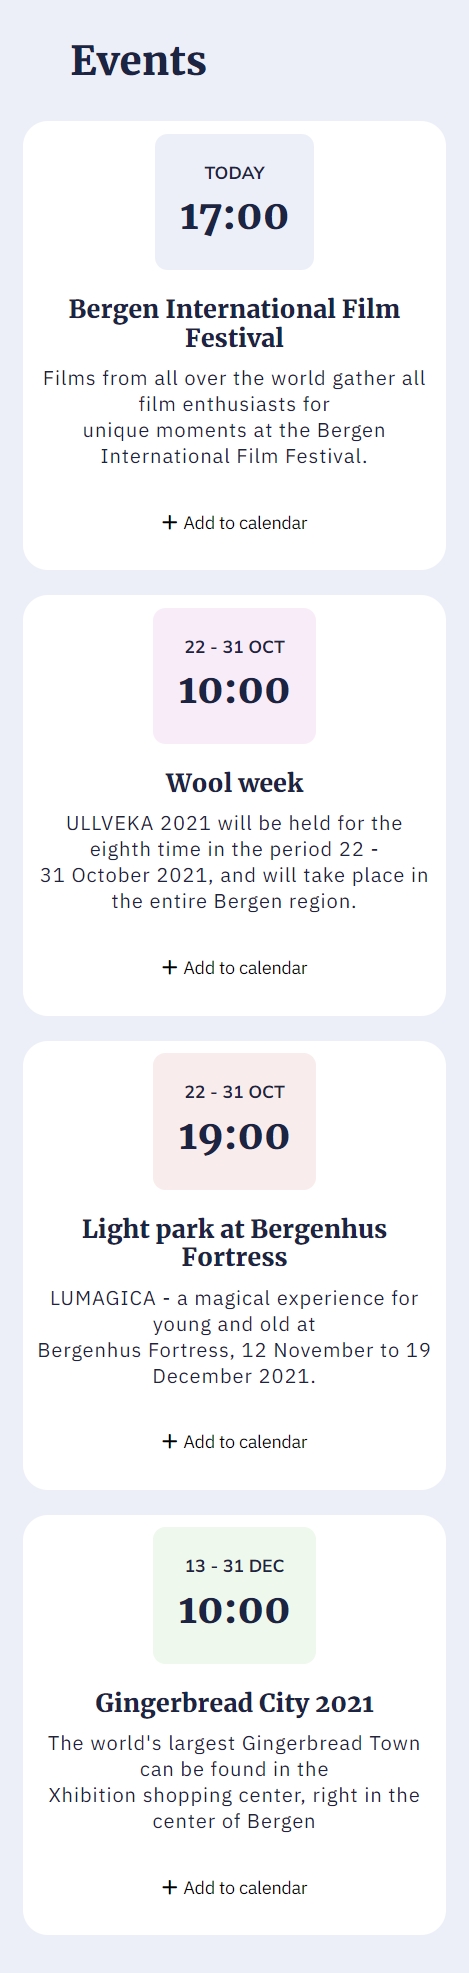 Events
TODAY
17:00
Bergen International Film
Festival
Films from all over the world gather all
film enthusiasts for
unique moments at the Bergen
International Film Festival.
+ Add to calendar
22 - 31 OCT
10:00
Wool week
ULLVEKA 2021 will be held for the
eighth time in the period 22 -
31 October 2021, and will take place in
the entire Bergen region.
+ Add to calendar
22 - 31 OCT
19:00
Light park at Bergenhus
Fortress
LUMAGICA - a magical experience for
young and old at
Bergenhus Fortress, 12 November to 19
December 2021.
+ Add to calendar
13 - 31 DEC
10:00
Gingerbread City 2021
The world's largest Gingerbread Town
can be found in the
Xhibition shopping center, right in the
center of Bergen
+ Add to calendar